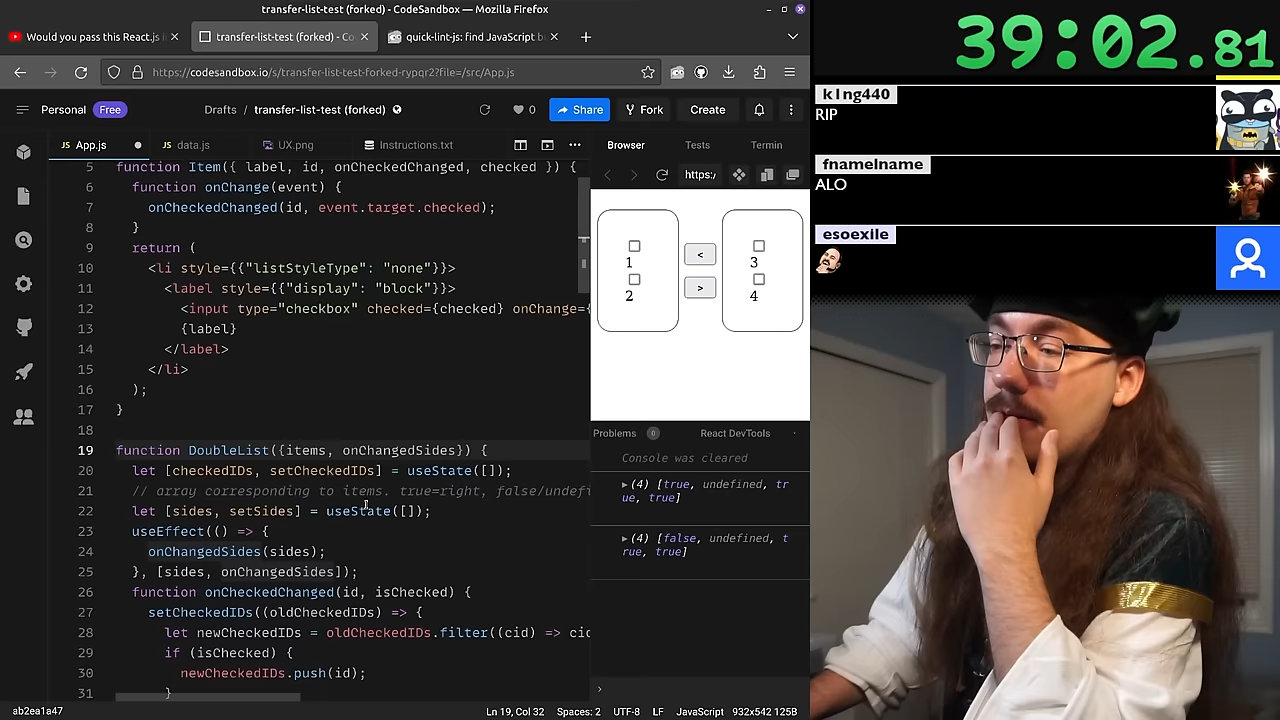 transfer-list-test (forked) - CodeSandbox — Mozilla Firefox
Would you pass this React.js i
transfer-list-test (forked) - Co
quick-lint-js: find JavaScript b
https://codesandbox.io/s/transfer-list-test-forked-rypqr2?file=/src/App.js
Personal Free Drafts / transfer-list-test (forked) 0 Share Fork Create
App.js data.js UX.png Instructions.txt
5 function Item({ label, id, onCheckedChanged, checked }) {
6 function onChange(event) {
7 onCheckedChanged(id, event.target.checked);
8 }
9 return (
10 <li style={{"listStyleType": "none"}}>
11 <label style={{"display": "block"}}>
12 <input type="checkbox" checked={checked} onChange={
13 {label}
14 </label>
15 </li>
16 );
17 }
18
19 function DoubleList({items, onChangedSides}) {
20 let [checkedIDs, setCheckedIDs] = useState([]);
21 // array corresponding to items. true=right, false/undefi
22 let [sides, setSides] = useState([]);
23 useEffect(() => {
24 onChangedSides(sides);
25 }, [sides, onChangedSides]);
26 function onCheckedChanged(id, isChecked) {
27 setCheckedIDs((oldCheckedIDs) => {
28 let newCheckedIDs = oldCheckedIDs.filter((cid) => cid
29 if (isChecked) {
30 newCheckedIDs.push(id);
31 }
Browser Tests Termin
https:/
1
2
<
>
3
4
Problems 0 React DevTools
Console was cleared
▶(4) [true, undefined, tr
ue, true]
▶(4) [false, undefined, t
rue, true]
ab2ea1a47
Ln 19, Col 32 Spaces: 2 UTF-8 LF JavaScript 932x542 125B
39:02.81
k1ng440
RIP
fnamelname
ALO
esoexile